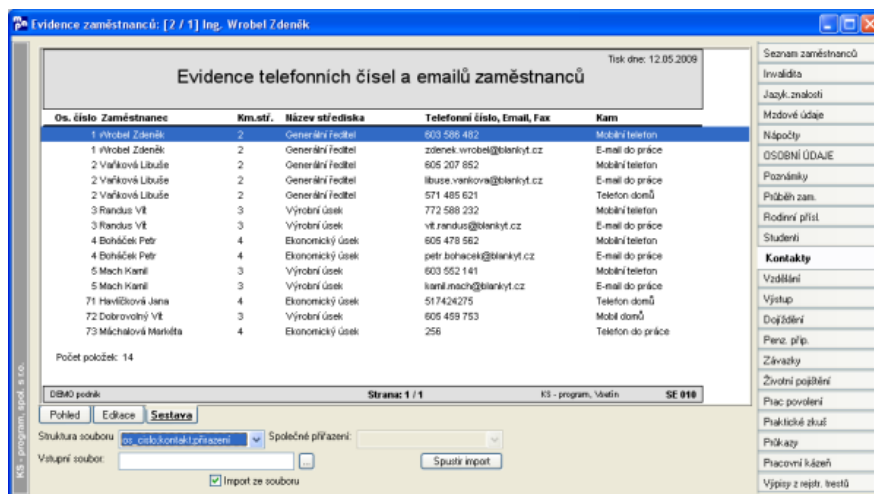 Evidence zaměstnanců: [2 / 1] Ing. Wrobel Zdeněk
Tisk dne: 12.05.2009
Evidence telefonních čísel a emailů zaměstnanců
Os. číslo Zaměstnanec Km.stř. Název střediska Telefonní číslo, Email, Fax Kam
1 Wrobel Zdeněk 2 Generální ředitel 603 586 482 Mobilní telefon
1 Wrobel Zdeněk 2 Generální ředitel zdenek.wrobel@blankyt.cz E-mail do práce
2 Vaňková Libuše 2 Generální ředitel 605 207 852 Mobilní telefon
2 Vaňková Libuše 2 Generální ředitel libuse.vankova@blankyt.cz E-mail do práce
2 Vaňková Libuše 2 Generální ředitel 571 485 621 Telefon domů
3 Randus Vít 3 Výrobní úsek 772 588 232 Mobilní telefon
3 Randus Vít 3 Výrobní úsek vit.randus@blankyt.cz E-mail do práce
4 Boháček Petr 4 Ekonomický úsek 605 478 562 Mobilní telefon
4 Boháček Petr 4 Ekonomický úsek petr.bohacek@blankyt.cz E-mail do práce
5 Mach Kamil 3 Výrobní úsek 603 552 141 Mobilní telefon
5 Mach Kamil 3 Výrobní úsek kamil.mach@blankyt.cz E-mail do práce
71 Havlíčková Jana 4 Ekonomický úsek 517424275 Telefon domů
72 Dobrovolný Vít 3 Výrobní úsek 605 459 753 Mobil domů
73 Máchalová Markéta 4 Ekonomický úsek 256 Telefon do práce
Počet položek: 14
DEMO podnik Strana: 1 / 1 KS - program, Vsetín SE 010
KS - program, spol. s r.o.
Pohled Editace Sestava
Struktura souboru os_cislo;kontakt;přirazení Společné přiřazení:
Vstupní soubor: ... Spustit import
Import ze souboru
Seznam zaměstnanců
Invalidita
Jazyk.znalosti
Mzdové údaje
Nápočty
OSOBNÍ ÚDAJE
Poznámky
Průběh zam.
Rodinní přísl.
Studenti
Kontakty
Vzdělání
Výstup
Dojíždění
Penz. přip.
Závazky
Životní pojištění
Prac povolení
Praktické zkuš
Průkazy
Pracovní kázeň
Výpisy z rejstr. trestů